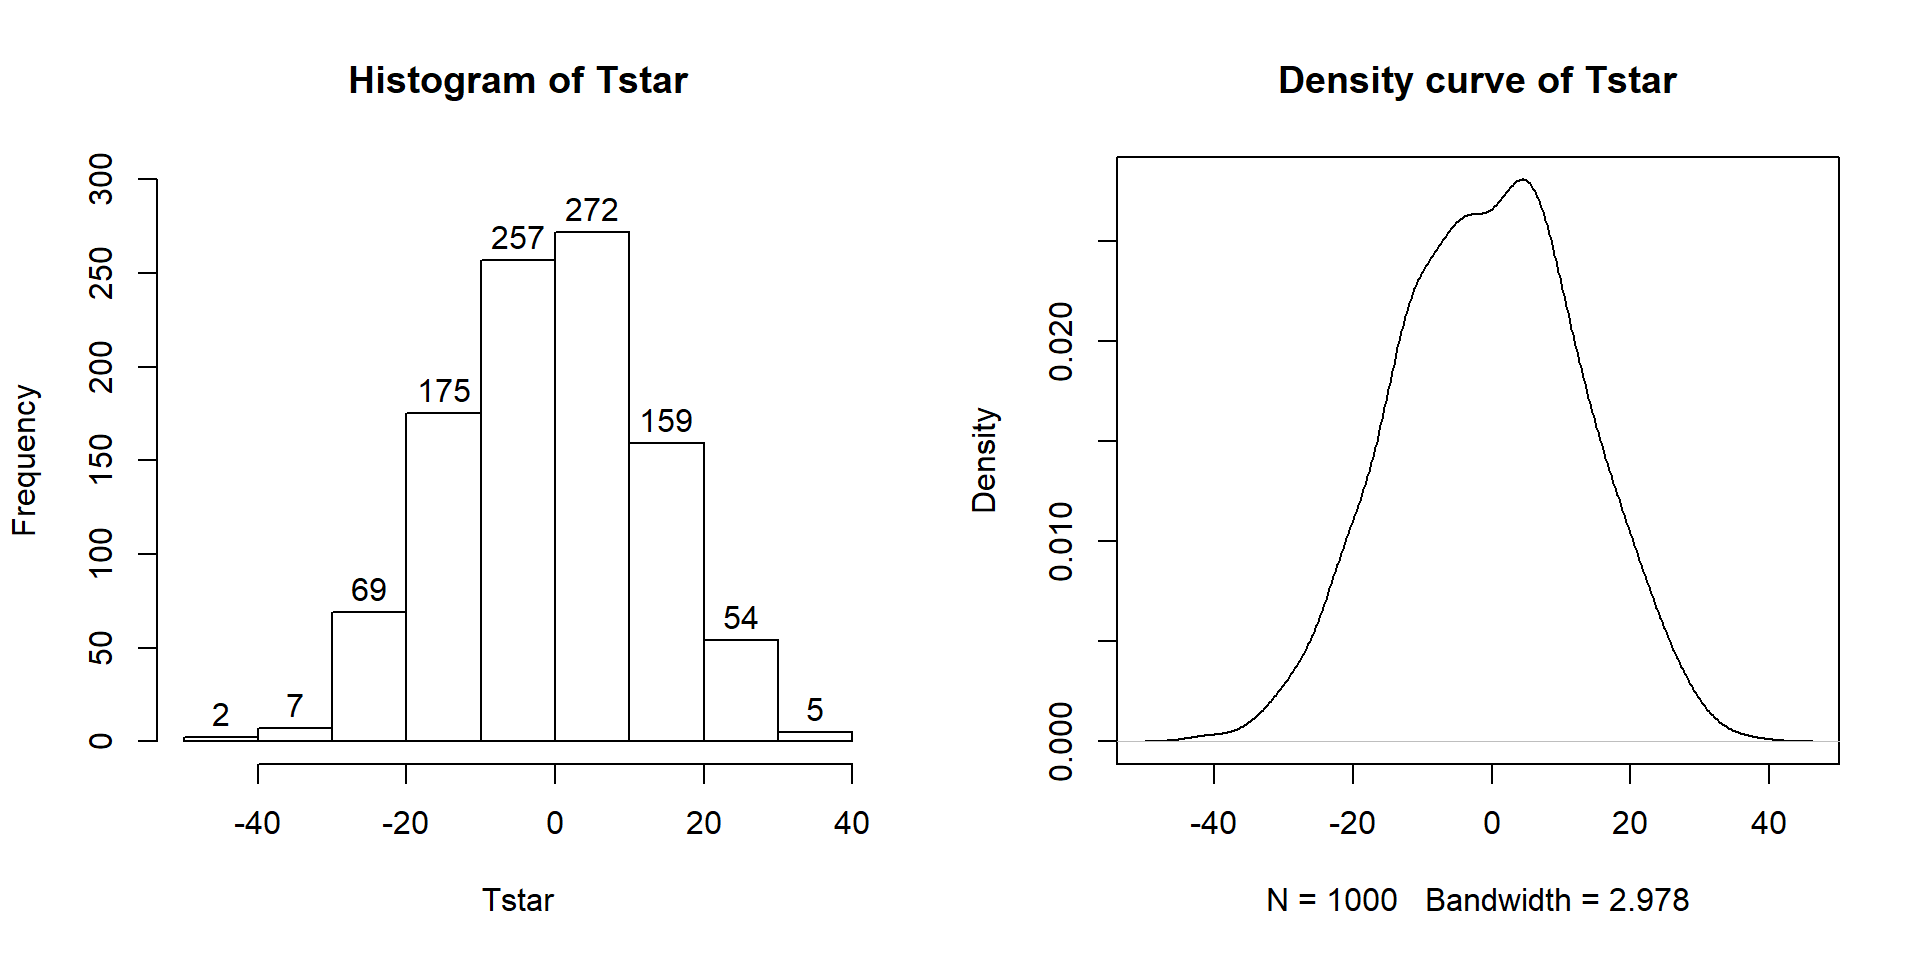 Histogram of Tstar
Frequency
300
250
200
150
100
50
0
2
7
69
175
257
272
159
54
5
-40 -20 0 20 40
Tstar
Density curve of Tstar
Density
0.020
0.010
0.000
-40 -20 0 20 40
N = 1000 Bandwidth = 2.978